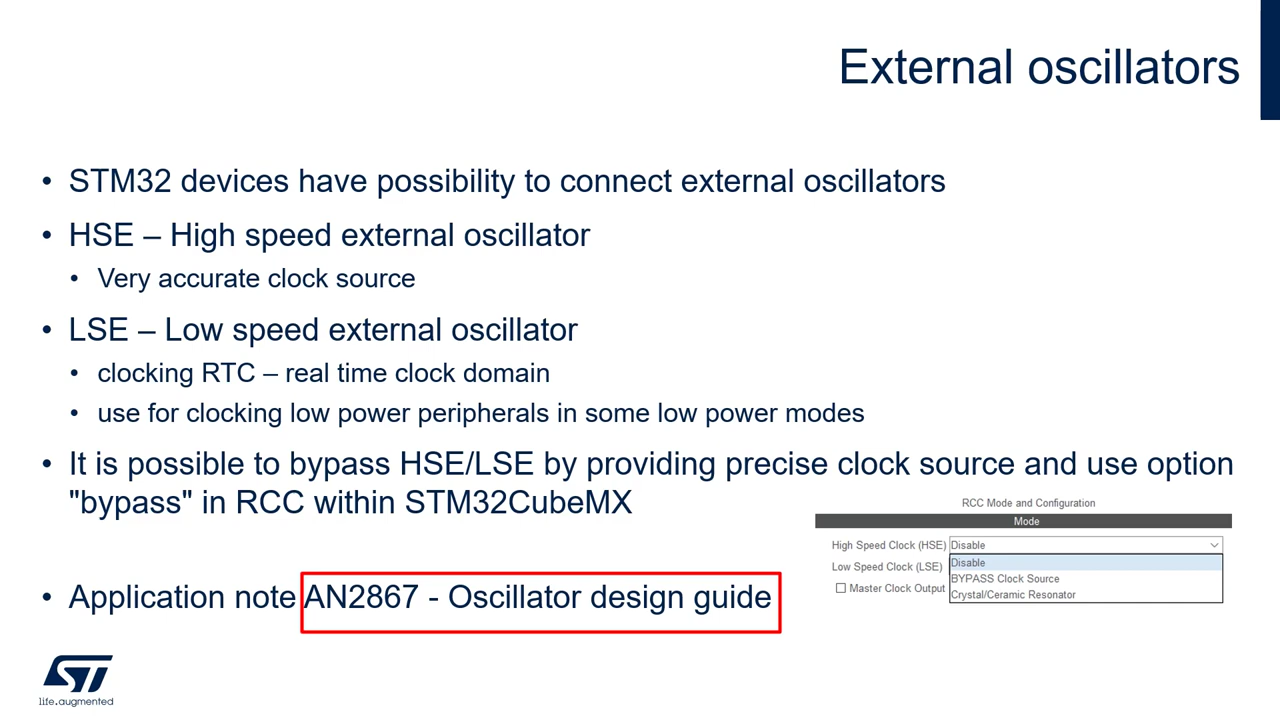 External oscillators
• STM32 devices have possibility to connect external oscillators
• HSE – High speed external oscillator
• Very accurate clock source
• LSE – Low speed external oscillator
• clocking RTC – real time clock domain
• use for clocking low power peripherals in some low power modes
• It is possible to bypass HSE/LSE by providing precise clock source and use option
"bypass" in RCC within STM32CubeMX
RCC Mode and Configuration
Mode
High Speed Clock (HSE) Disable
Low Speed Clock (LSE) Disable
BYPASS Clock Source
Master Clock Output Crystal/Ceramic Resonator
• Application note AN2867 - Oscillator design guide
ST
life.augmented